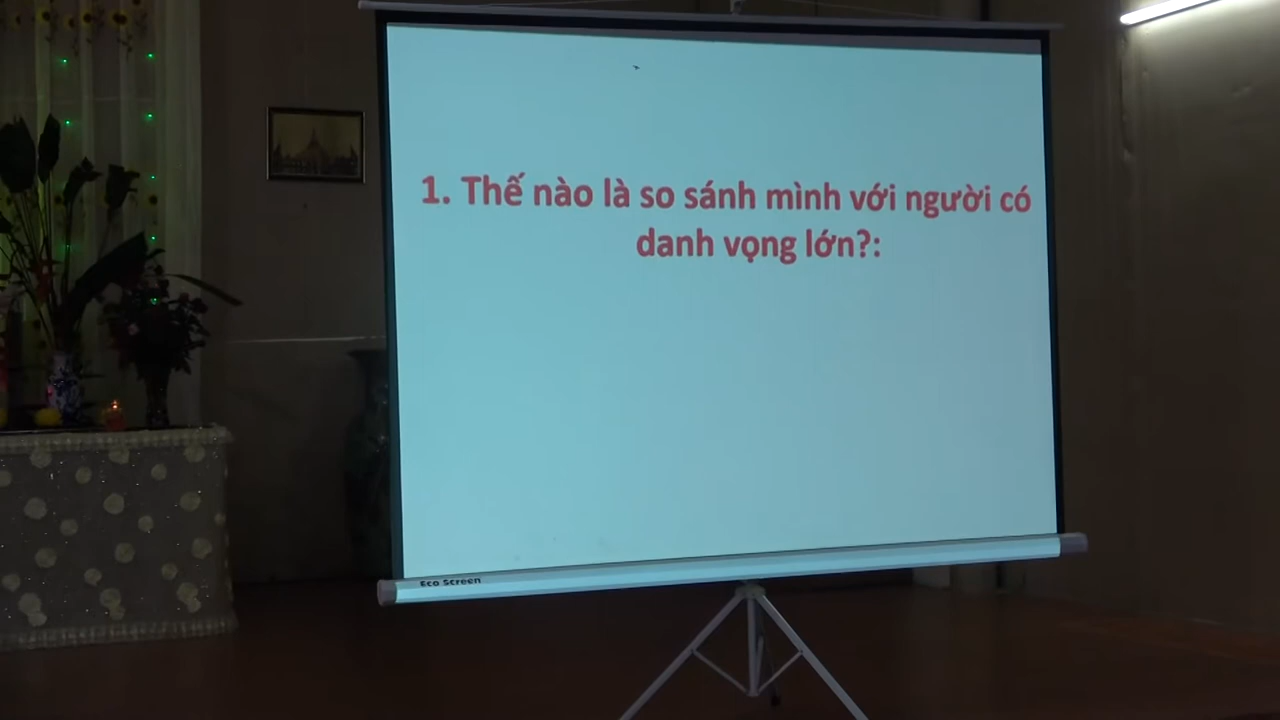 1. Thế nào là so sánh mình với người có
danh vọng lớn?:
Eco Screen